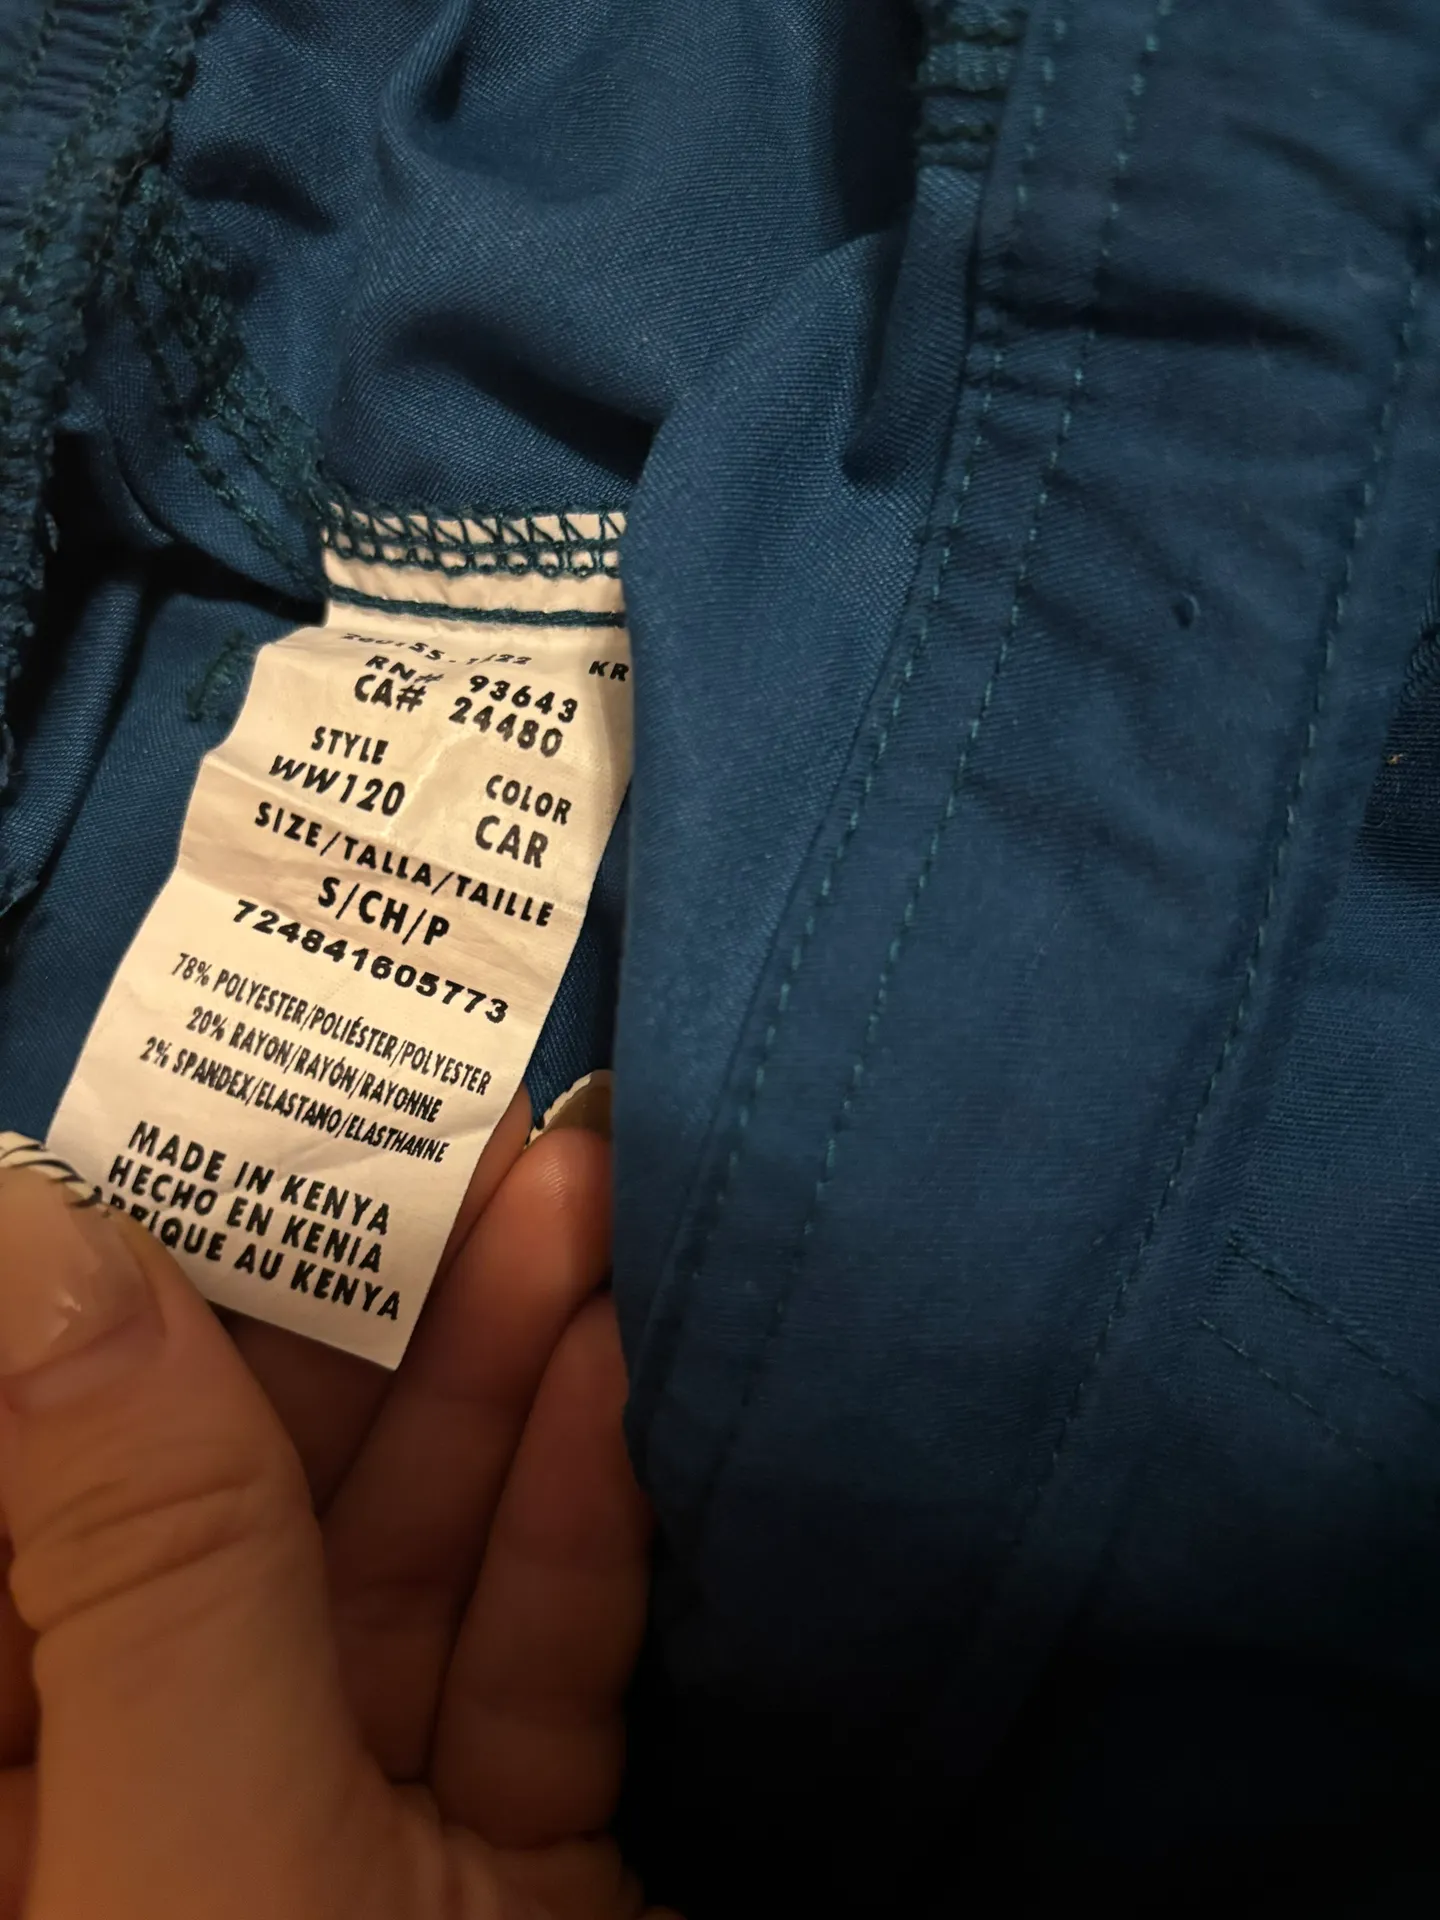 KR
RN# 93643
CA# 24480
STYLE COLOR
WW120 CAR
SIZE/TALLA/TAILLE
S/CH/P
724841605773
78% POLYESTER/POLIÉSTER/POLYESTER
20% RAYON/RAYÓN/RAYONNE
2% SPANDEX/ELASTANO/ELASTHANNE
MADE IN KENYA
HECHO EN KENIA
AU KENYA